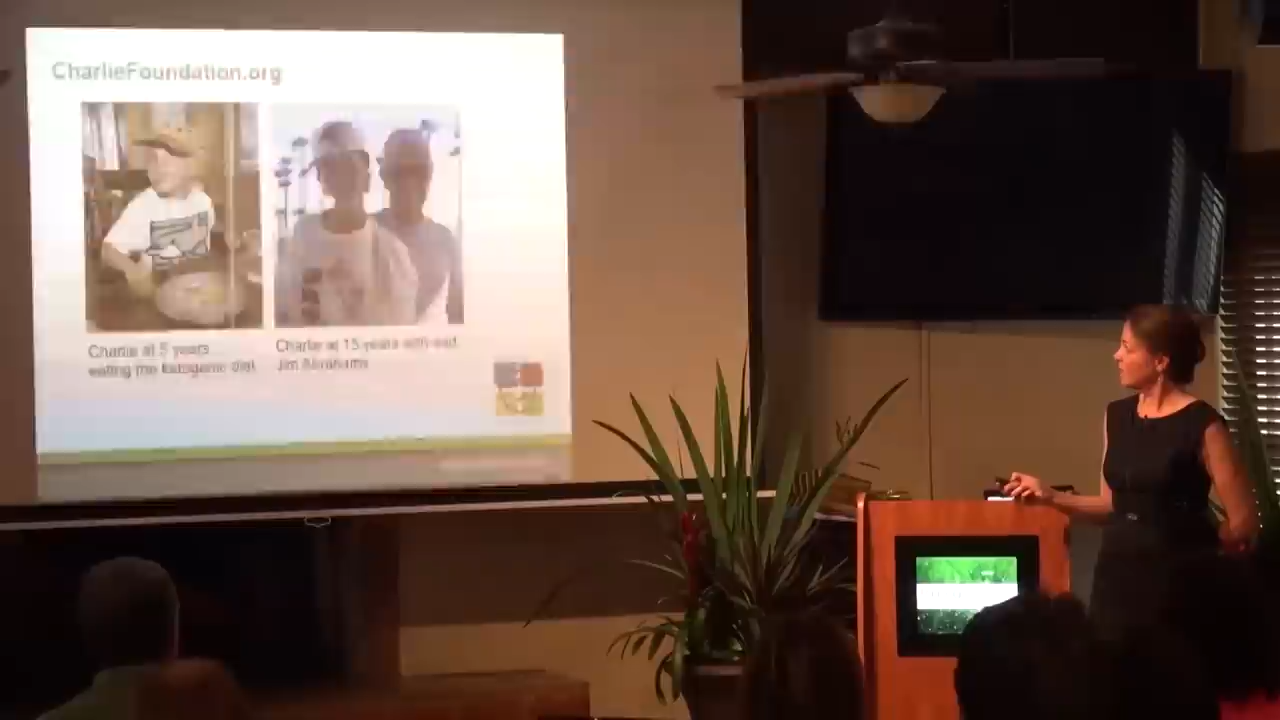 CharlieFoundation.org
Charlie at 5 years
eating the ketogenic diet
Charlie at 15 years with dad
Jim Abrahams